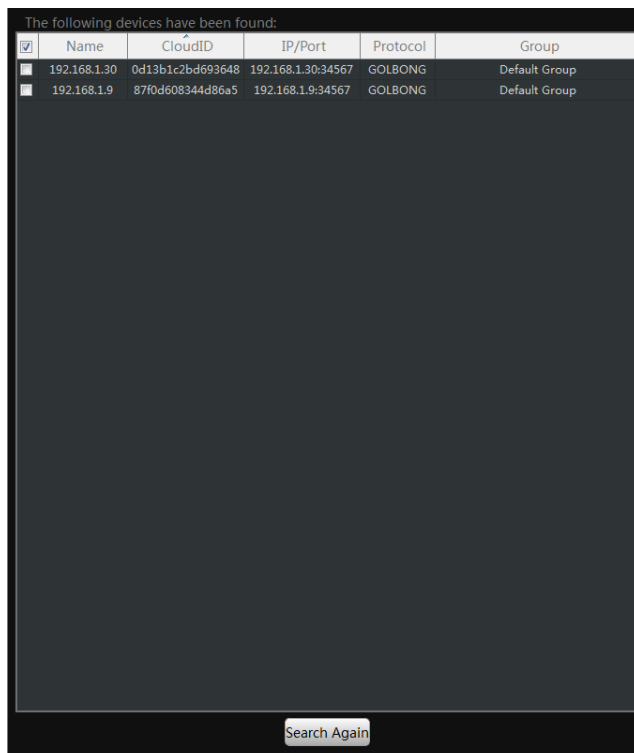 The following devices have been found:
Name CloudID IP/Port Protocol Group
192.168.1.30 0d13b1c2bd693648 192.168.1.30:34567 GOLBONG Default Group
192.168.1.9 87f0d608344d86a5 192.168.1.9:34567 GOLBONG Default Group
Search Again